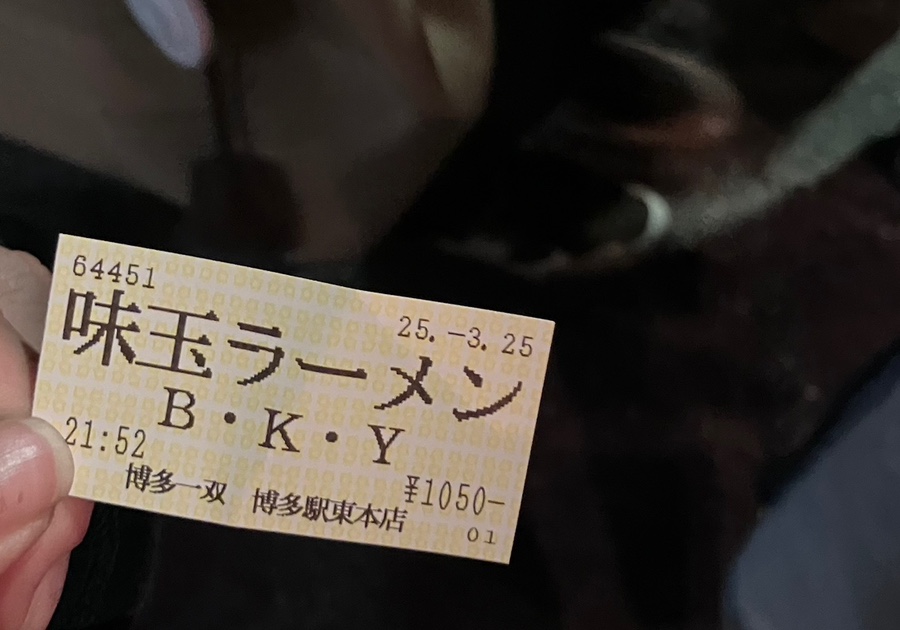 64451
25.-3.25
味玉ラーメン
B・K・Y
21:52
¥1050-
博多一双 博多駅東本店
01